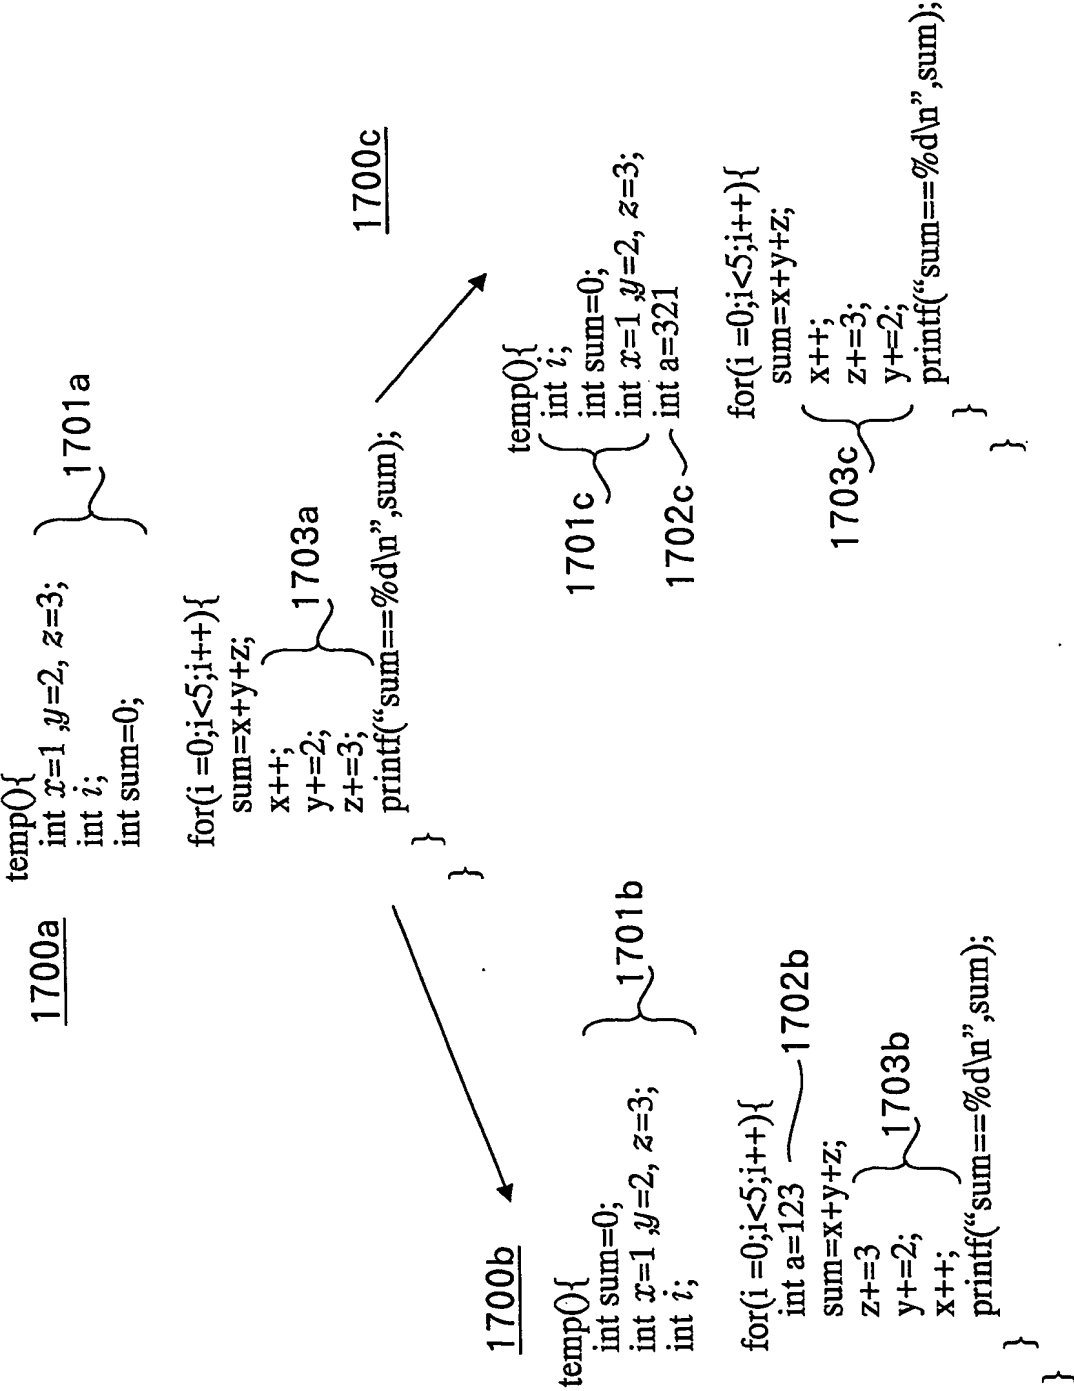 1700a
temp(){
int x=1 ,y=2, z=3;
int i;
int sum=0;
1701a
for(i =0;i<5;i++){
sum=x+y+z;
x++;
y+=2;
z+=3;
1703a
printf(“sum==%d\n”,sum);
}
}
1700b
temp(){
int sum=0;
int x=1 ,y=2, z=3;
int i;
1701b
for(i =0;i<5;i++){
int a=123
1702b
sum=x+y+z;
z+=3
y+=2;
x++;
1703b
printf(“sum==%d\n”,sum);
}
}
1700c
temp(){
int i;
int sum=0;
int x=1 ,y=2, z=3;
1701c
int a=321
1702c
for(i =0;i<5;i++){
sum=x+y+z;
x++;
z+=3;
y+=2;
1703c
printf(“sum==%d\n”,sum);
}
}